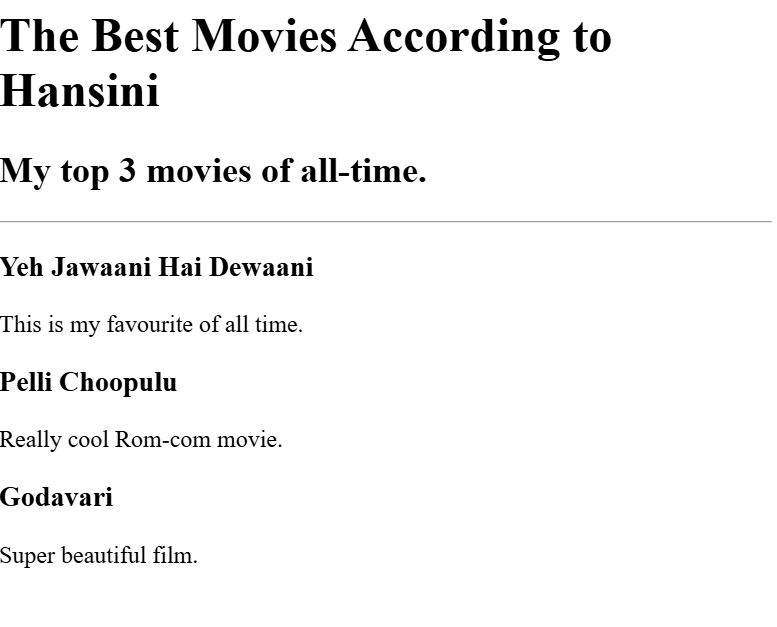 The Best Movies According to
Hansini
My top 3 movies of all-time.
Yeh Jawaani Hai Dewaani
This is my favourite of all time.
Pelli Choopulu
Really cool Rom-com movie.
Godavari
Super beautiful film.